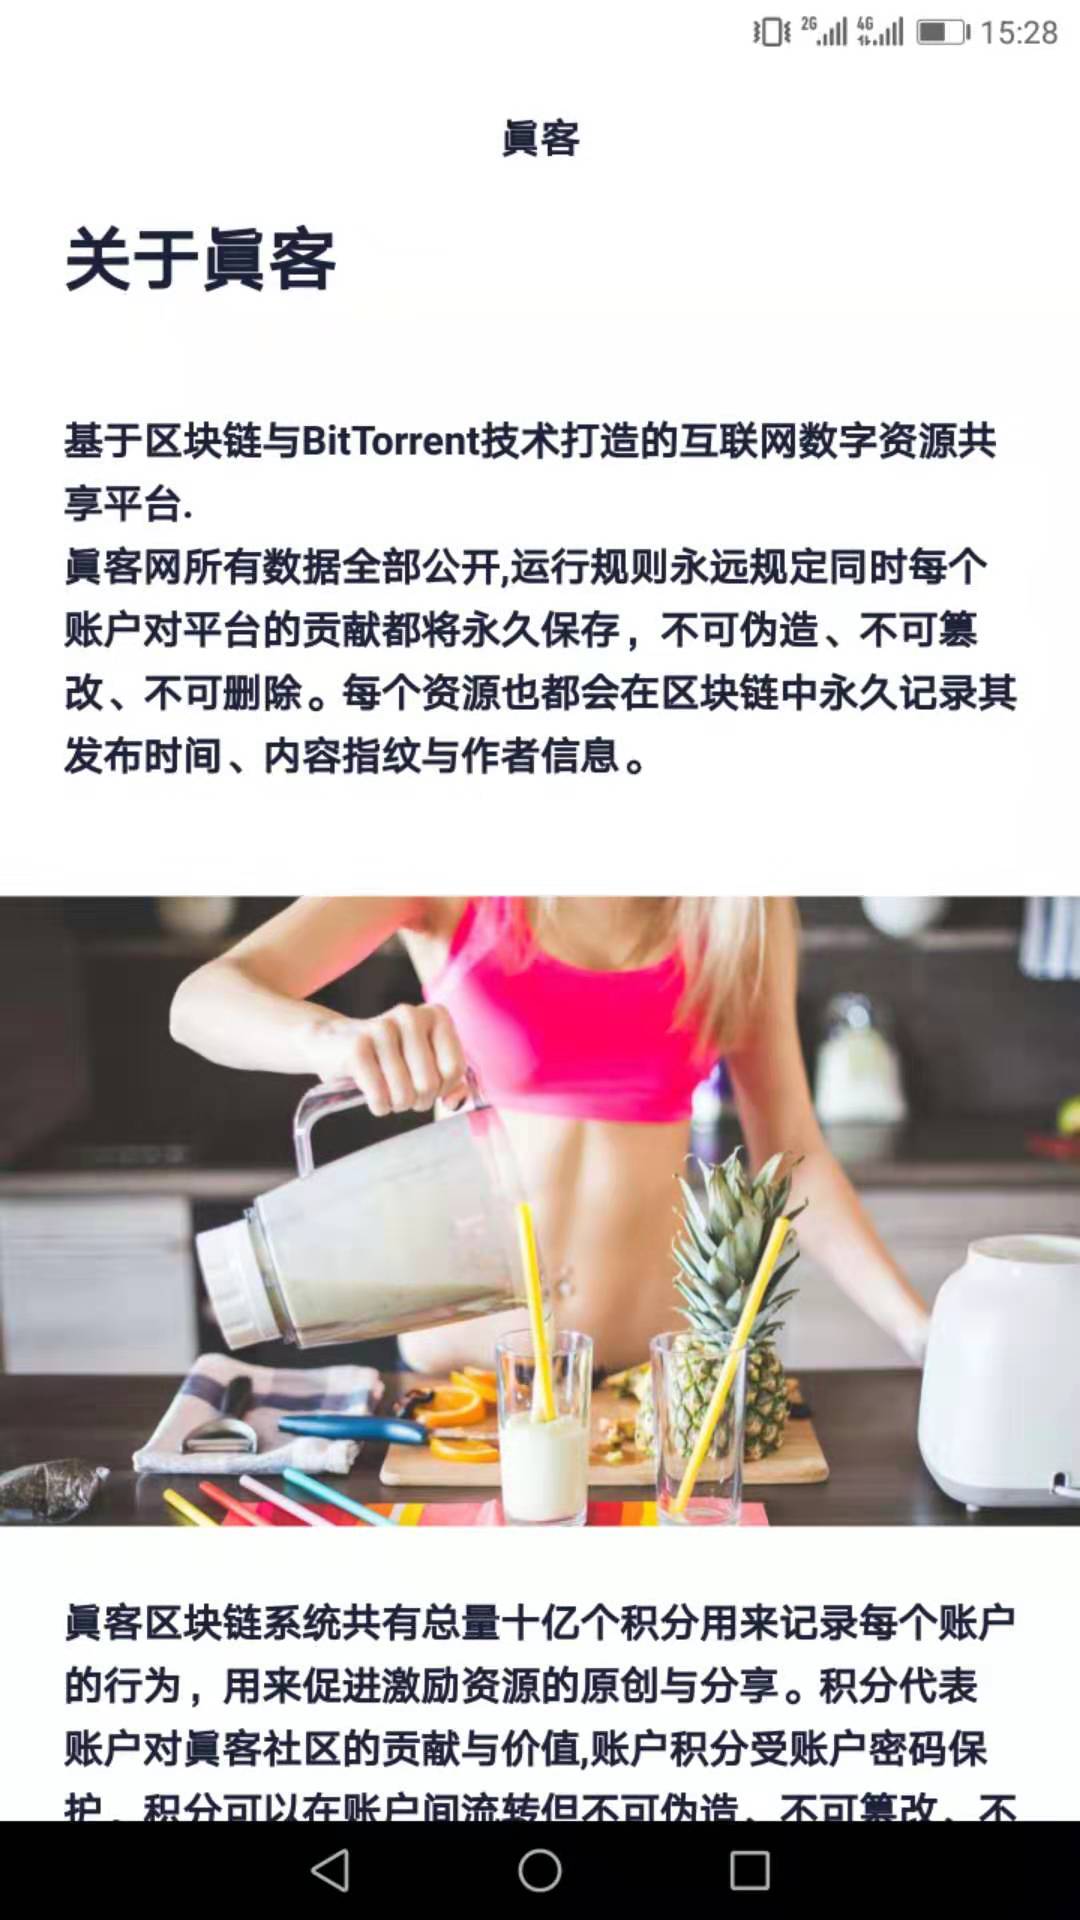 2G 4G 15:28
眞客
关于眞客
基于区块链与BitTorrent技术打造的互联网数字资源共
享平台.
眞客网所有数据全部公开,运行规则永远规定同时每个
账户对平台的贡献都将永久保存，不可伪造、不可篡
改、不可删除。每个资源也都会在区块链中永久记录其
发布时间、内容指纹与作者信息。
眞客区块链系统共有总量十亿个积分用来记录每个账户
的行为，用来促进激励资源的原创与分享。积分代表
账户对眞客社区的贡献与价值,账户积分受账户密码保
护。积分可以在账户间流转但不可伪造、不可篡改、不